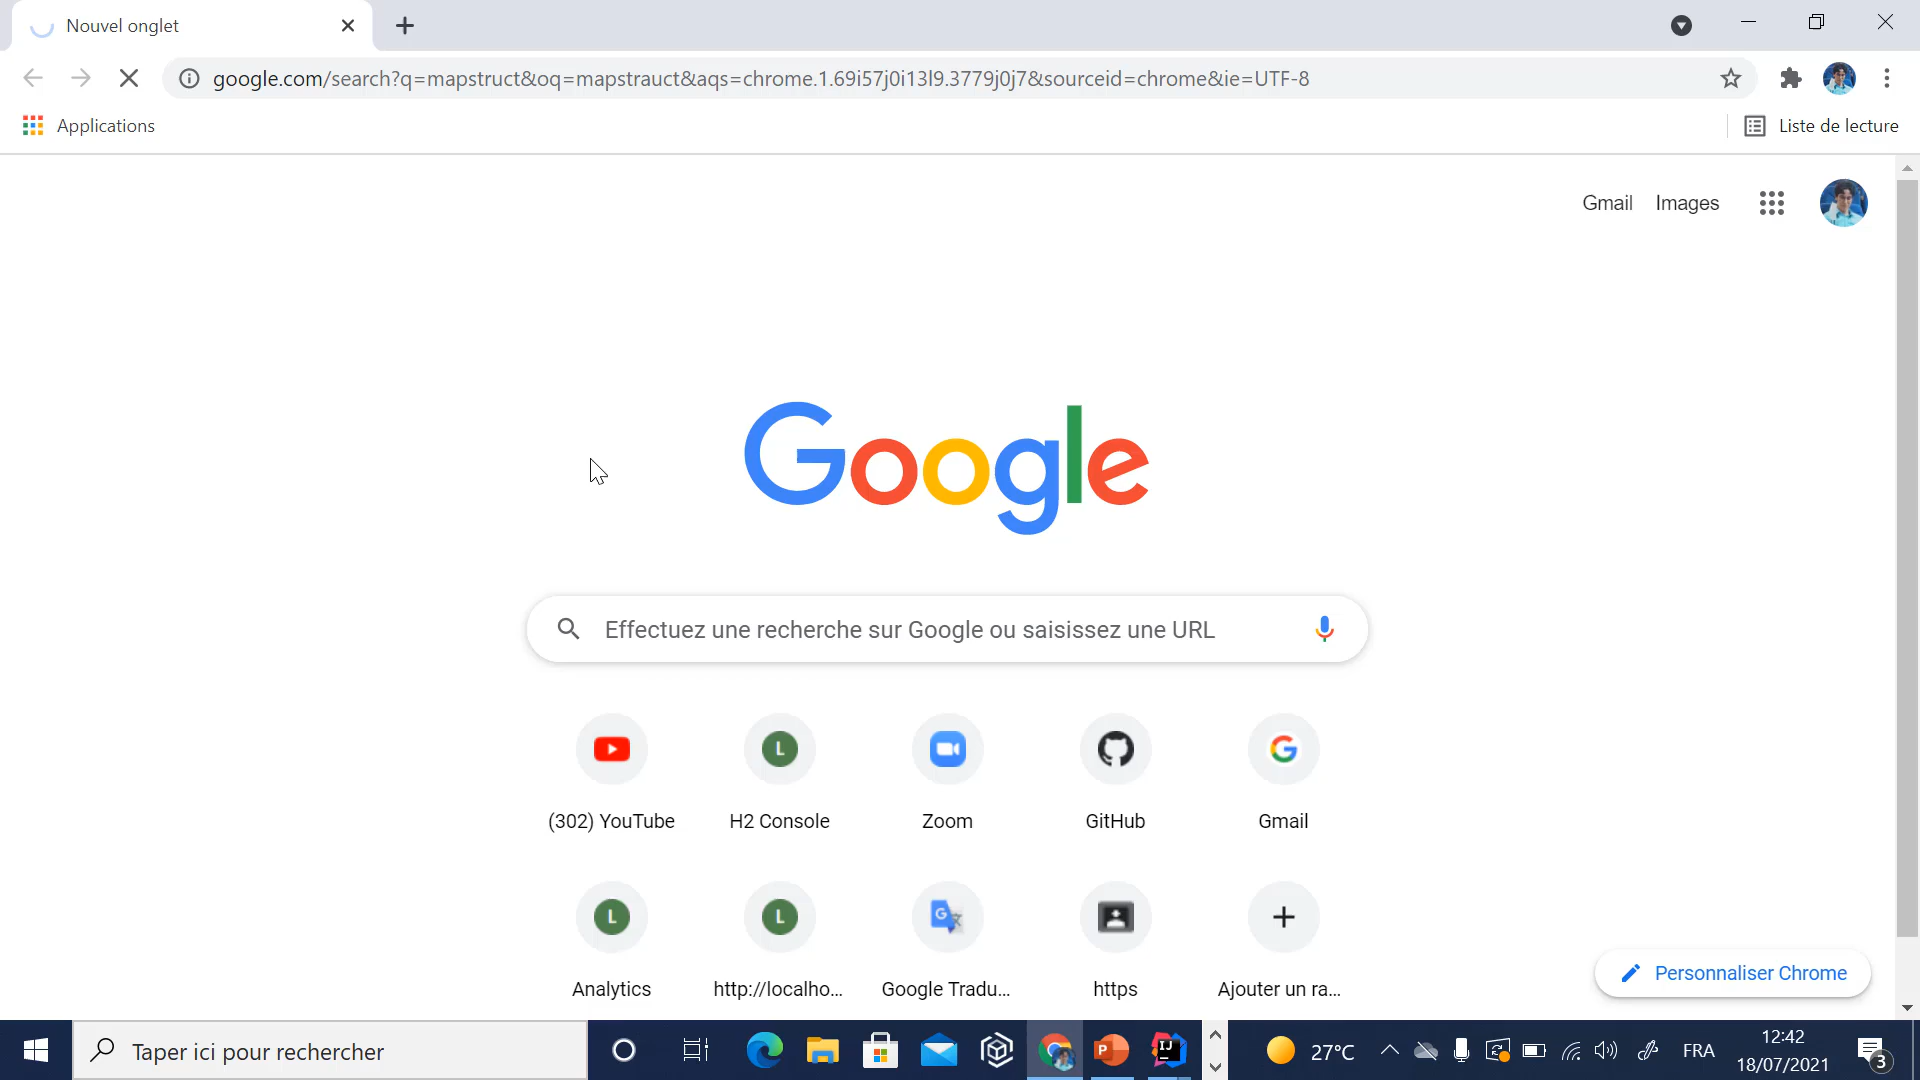 Nouvel onglet
google.com/search?q=mapstruct&oq=mapstrauct&aqs=chrome.1.69i57j0i13l9.3779j0j7&sourceid=chrome&ie=UTF-8
Applications
Liste de lecture
Gmail Images
Google
Effectuez une recherche sur Google ou saisissez une URL
L
(302) YouTube H2 Console Zoom GitHub Gmail
L L G
Analytics http://localho... Google Tradu... https Ajouter un ra...
Personnaliser Chrome
Taper ici pour rechercher
P IJ
27°C
FRA
12:42
18/07/2021
3